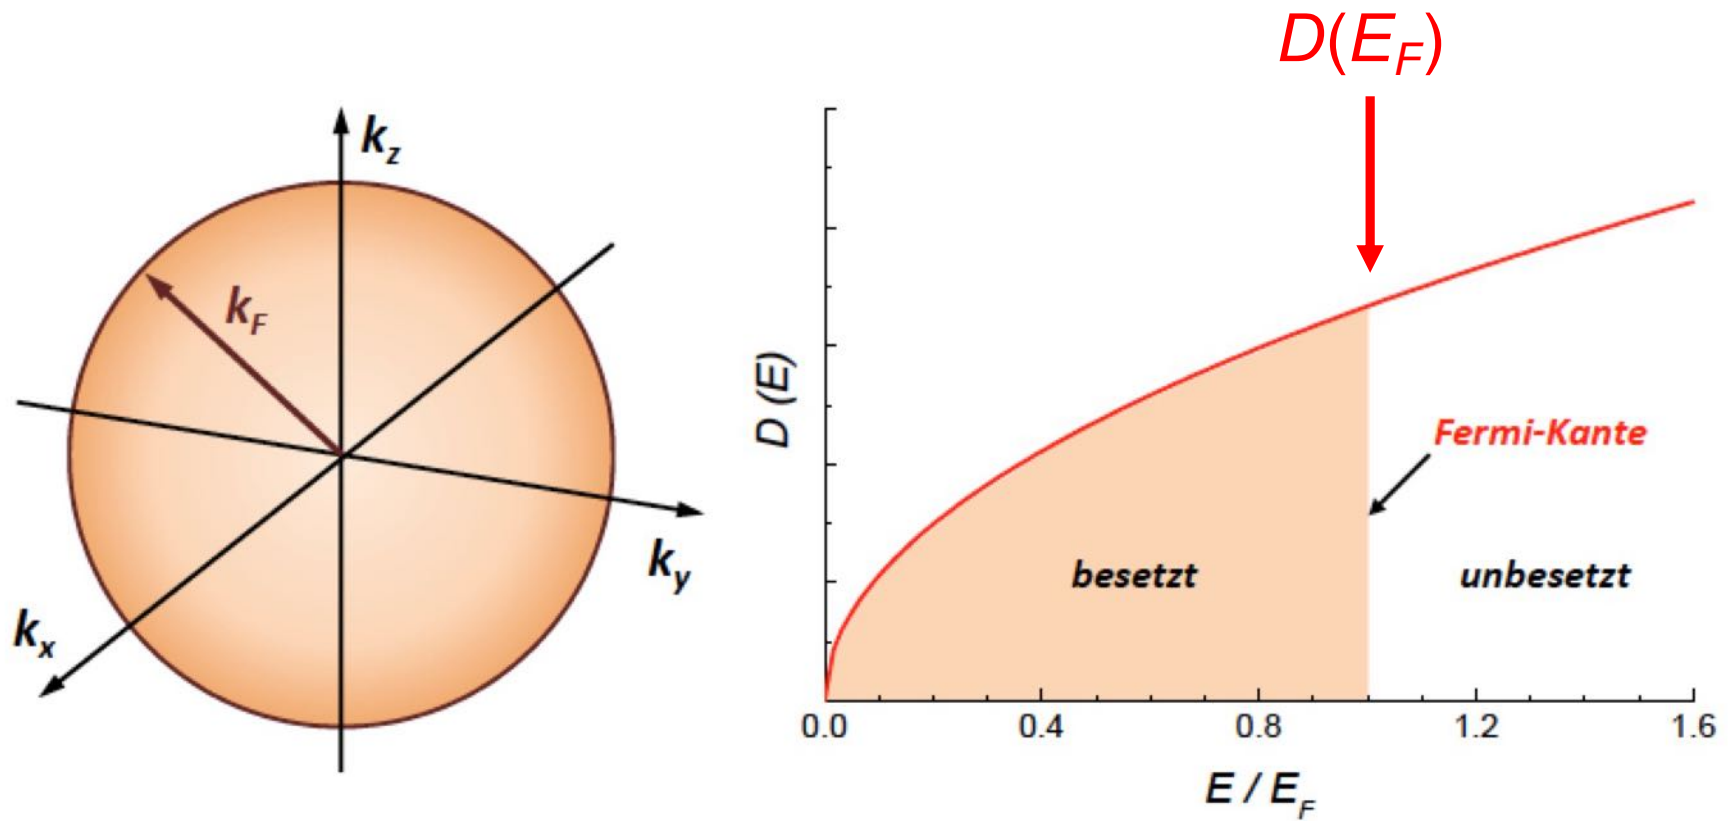 k_z
k_F
k_y
k_x
D(E_F)
D (E)
Fermi-Kante
besetzt
unbesetzt
0.0 0.4 0.8 1.2 1.6
E / E_F